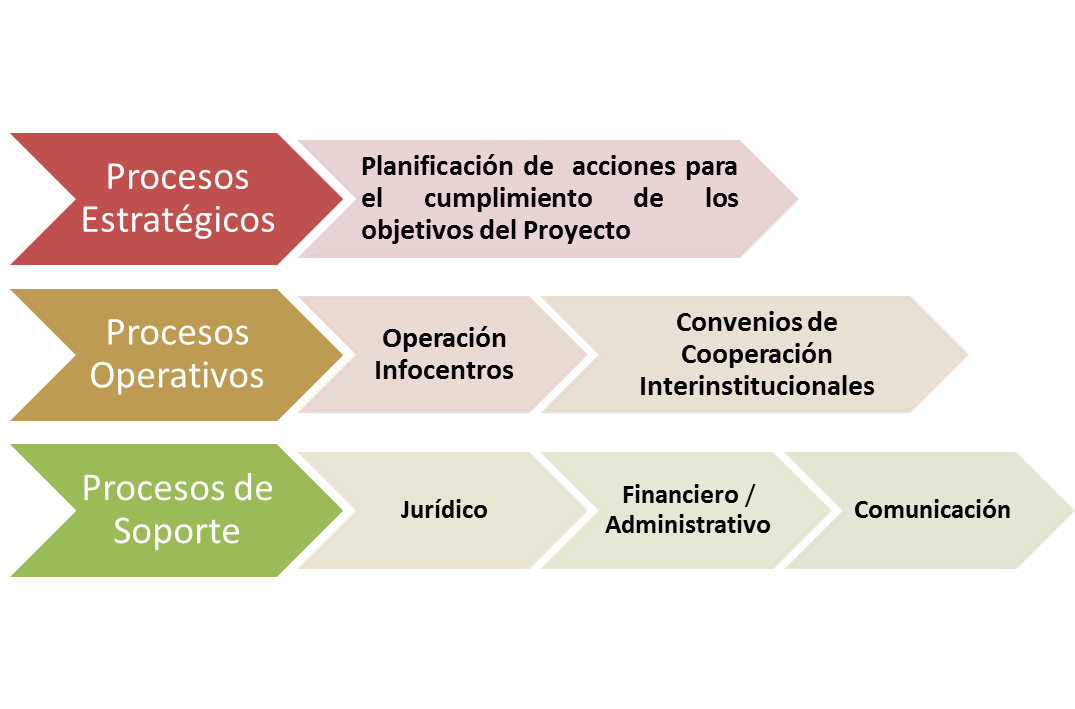 Procesos
Estratégicos
Planificación de acciones para
el cumplimiento de los
objetivos del Proyecto
Procesos
Operativos
Operación
Infocentros
Convenios de
Cooperación
Interinstitucionales
Procesos de
Soporte
Jurídico
Financiero /
Administrativo
Comunicación